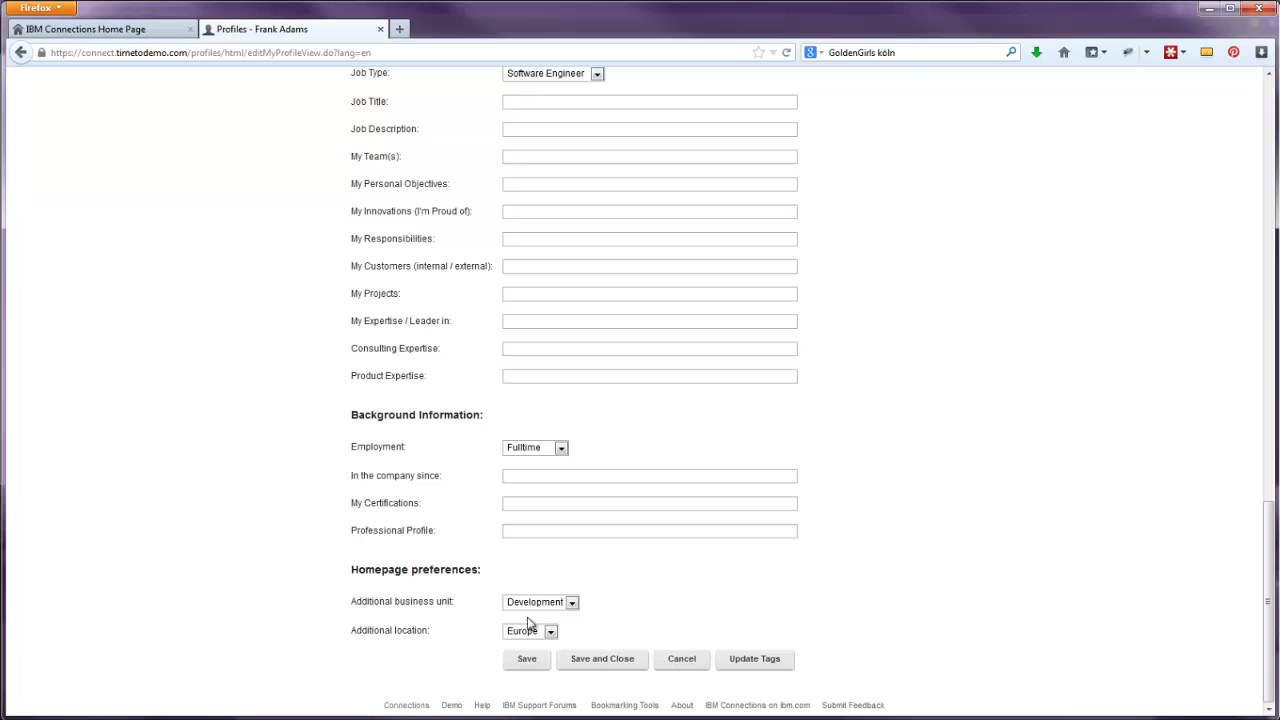 Firefox
IBM Connections Home Page
Profiles - Frank Adams
https://connect.timetodemo.com/profiles/html/editMyProfileView.do?lang=en
GoldenGirls köln
Job Type: Software Engineer
Job Title:
Job Description:
My Team(s):
My Personal Objectives:
My Innovations (I'm Proud of):
My Responsibilities:
My Customers (internal / external):
My Projects:
My Expertise / Leader in:
Consulting Expertise:
Product Expertise:
Background Information:
Employment: Fulltime
In the company since:
My Certifications:
Professional Profile:
Homepage preferences:
Additional business unit: Development
Additional location: Europe
Save Save and Close Cancel Update Tags
Connections Demo Help IBM Support Forums Bookmarking Tools About IBM Connections on ibm.com Submit Feedback